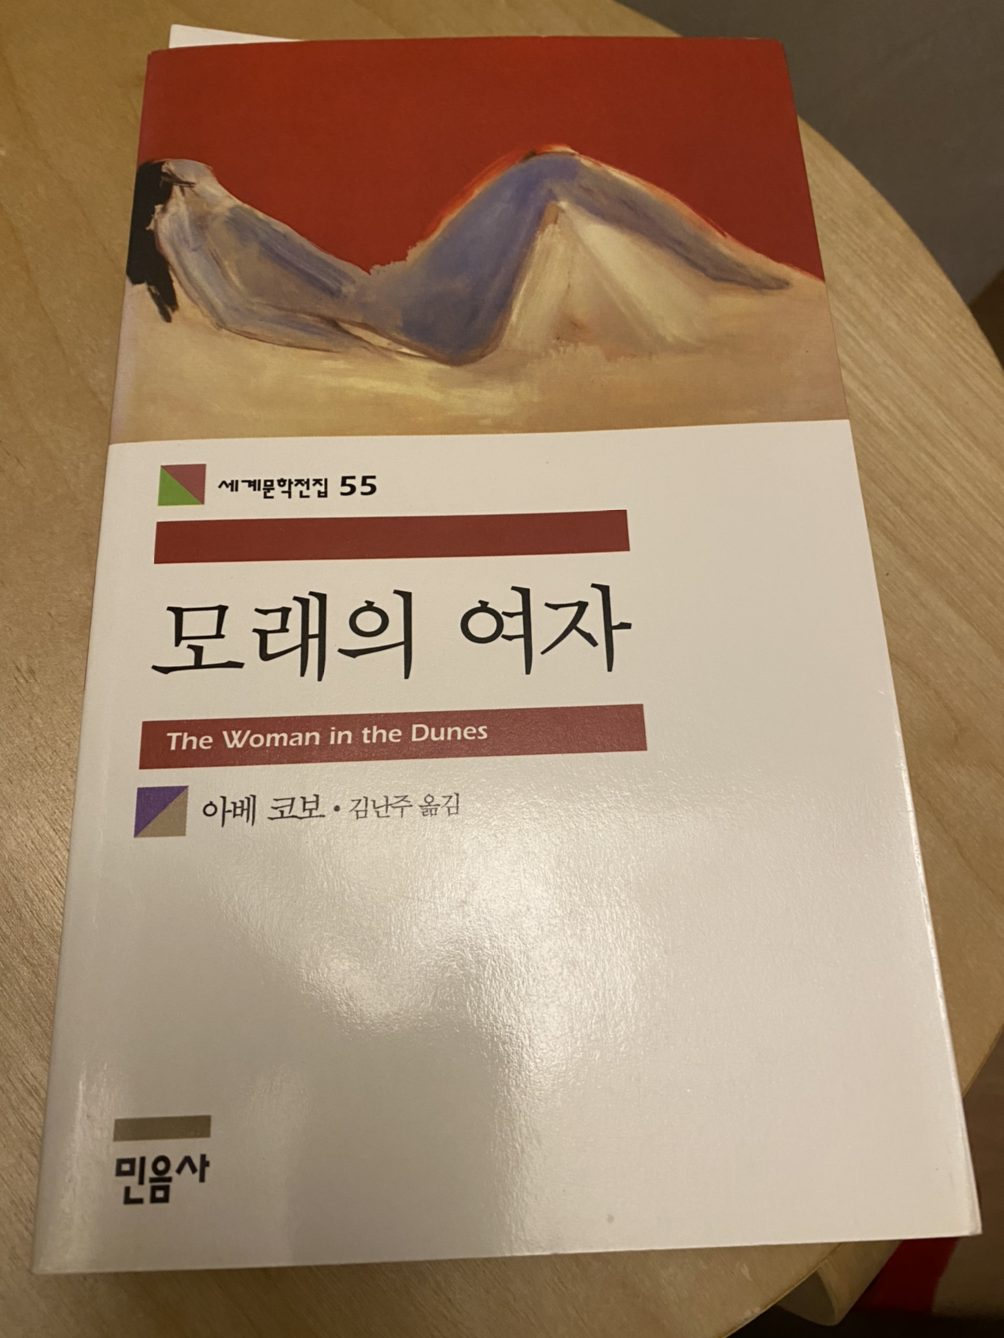 세계문학전집 55
모래의 여자
The Woman in the Dunes
아베 코보 • 김난주 옮김
민음사